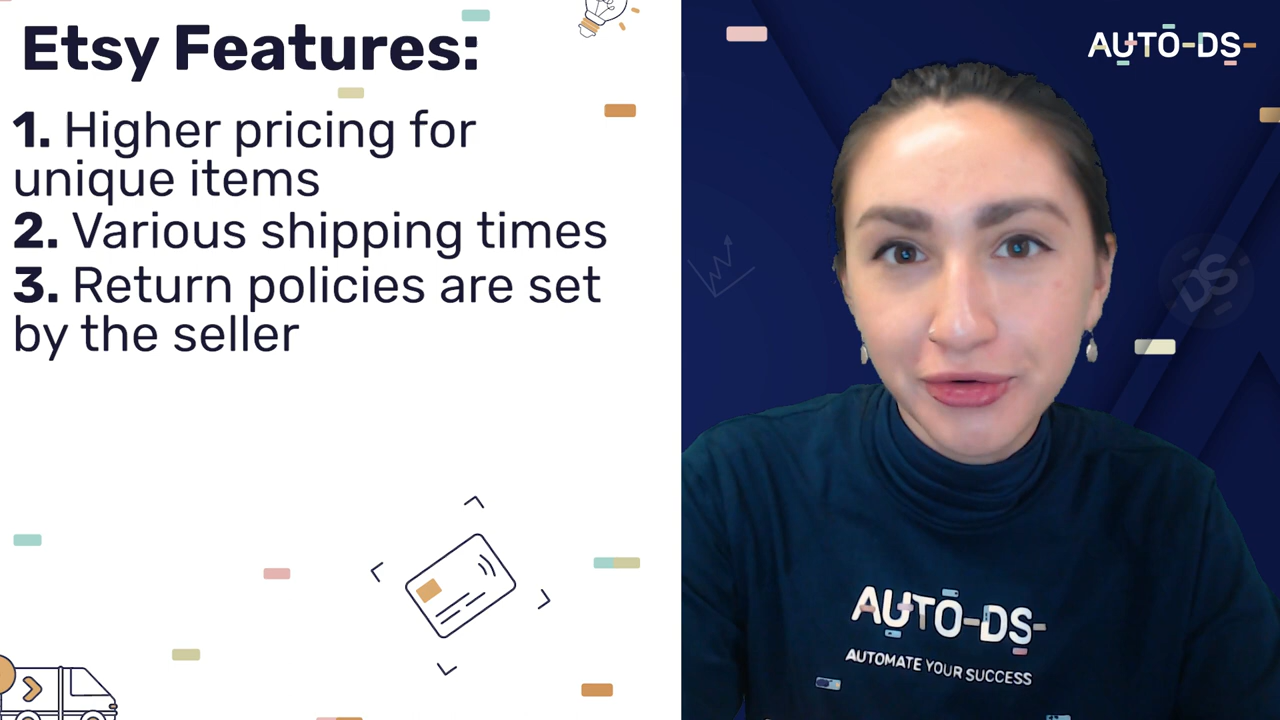 Etsy Features:
1. Higher pricing for
unique items
2. Various shipping times
3. Return policies are set
by the seller
AUTO-DS-
DS
AUTO-DS-
AUTOMATE YOUR SUCCESS